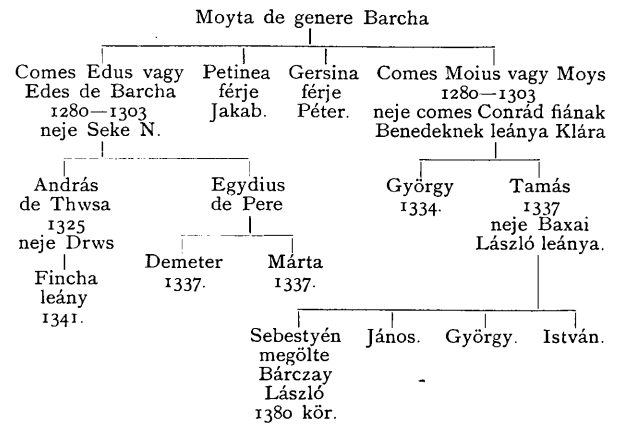 Moyta de genere Barcha
Comes Edus vagy
Edes de Barcha
1280—1303
neje Seke N.
Petinea
férje
Jakab.
Gersina
férje
Péter.
Comes Moius vagy Moys
1280—1303
neje comes Conrád fiának
Benedeknek leánya Klára
András
de Thwsa
1325
neje Drws
Egydius
de Pere
György
1334.
Tamás
1337
neje Baxai
László leánya.
Fincha
leány
1341.
Demeter
1337.
Márta
1337.
Sebestyén
megölte
Bárczay
László
1380 kör.
János.
György.
István.